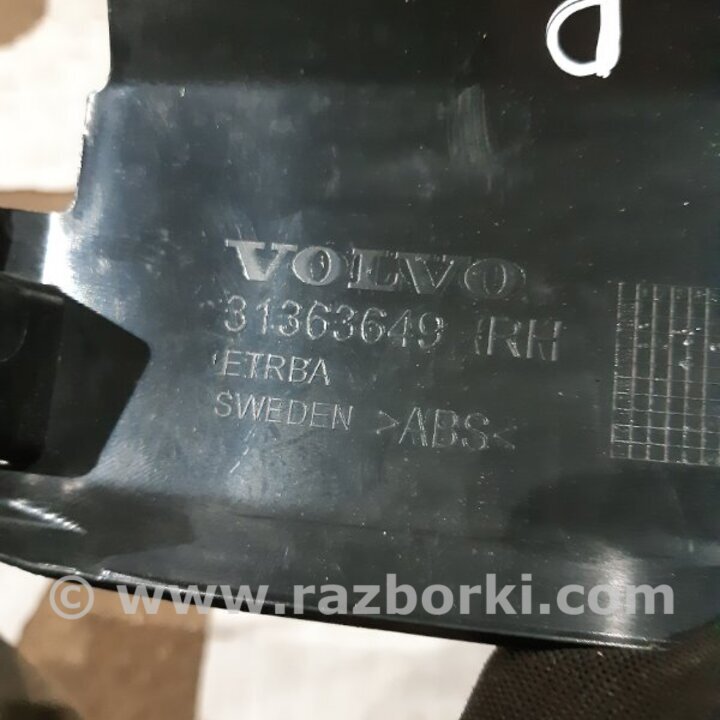 VOLVO
31363649 RH
ETRBA
SWEDEN >ABS<
© www.razborki.com